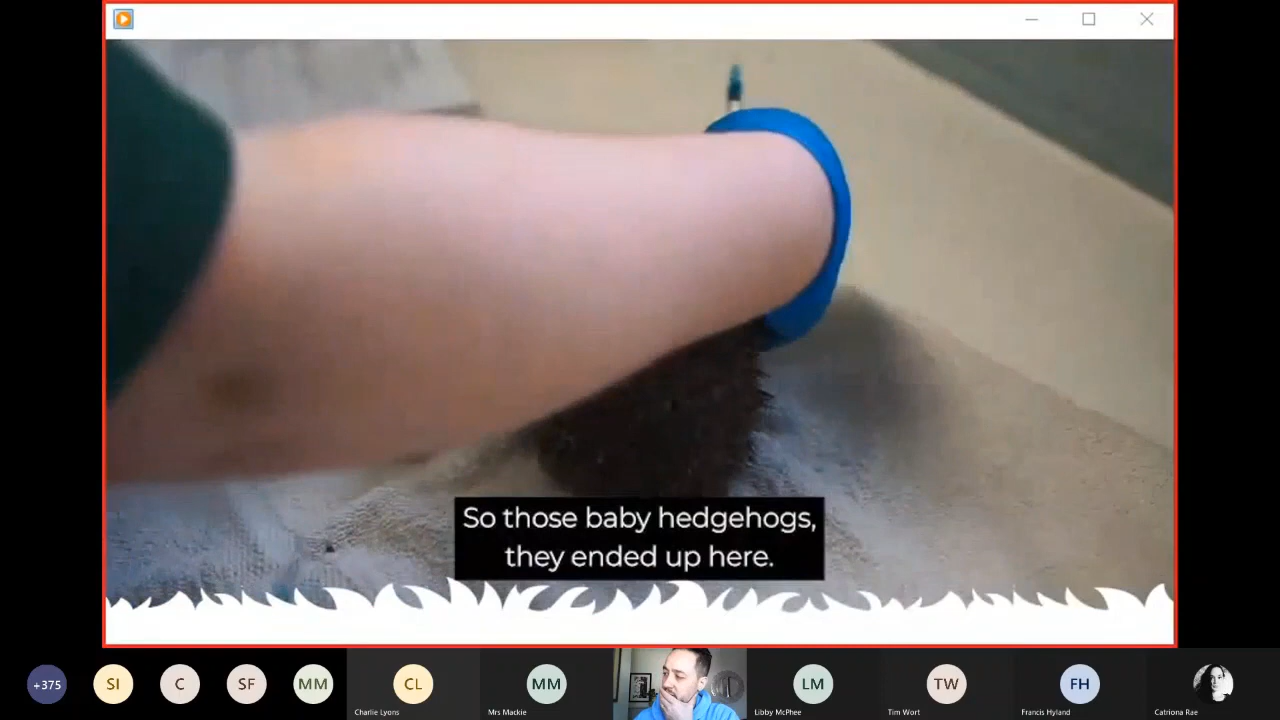 So those baby hedgehogs,
they ended up here.
+375
SI
C
SF
MM
CL
Charlie Lyons
MM
Mrs Mackie
LM
Libby McPhee
TW
Tim Wort
FH
Francis Hyland
Catriona Rae